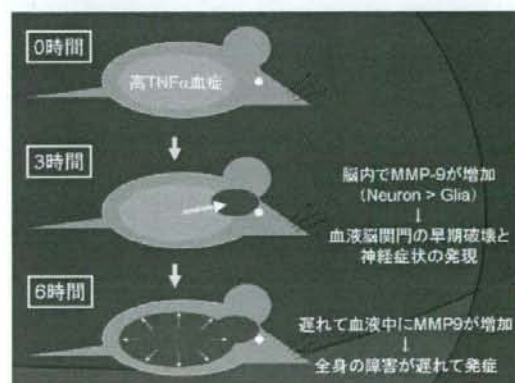 0時間
高TNFα血症
3時間
脳内でMMP-9が増加
(Neuron > Glia)
↓
血液脳関門の早期破壊と
神経症状の発現
6時間
遅れて血液中にMMP9が増加
↓
全身の障害が遅れて発症